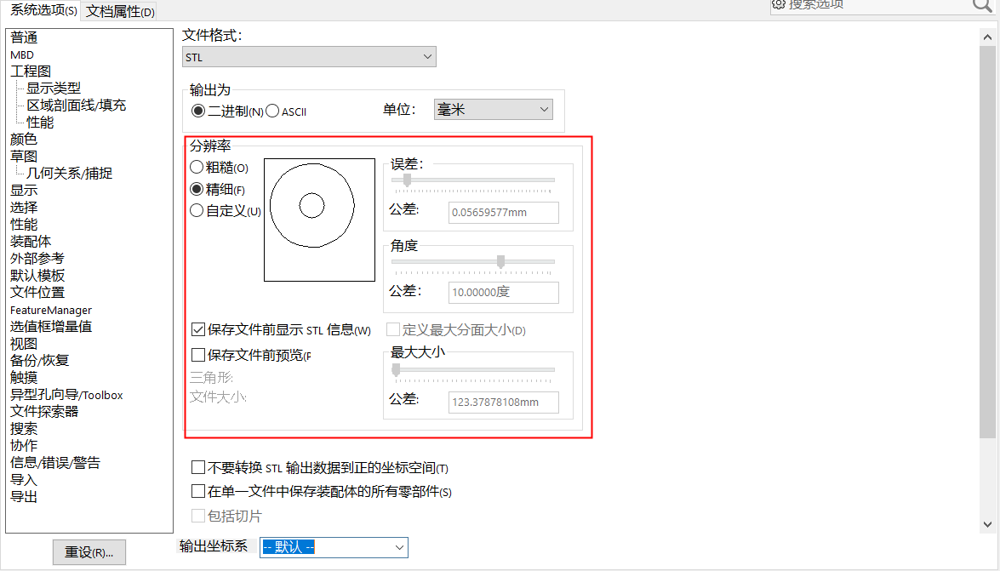 系统选项(S) 文档属性(D)
搜索选项
普通
MBD
工程图
显示类型
区域剖面线/填充
性能
颜色
草图
几何关系/捕捉
显示
选择
性能
装配体
外部参考
默认模板
文件位置
FeatureManager
选值框增量值
视图
备份/恢复
触摸
异型孔向导/Toolbox
文件探索器
搜索
协作
信息/错误/警告
导入
导出
重设(R)...
文件格式:
STL
输出为
二进制(N) ASCII 单位: 毫米
分辨率
粗糙(O)
精细(F)
自定义(U)
误差:
公差: 0.05659577mm
角度
公差: 10.00000度
保存文件前显示 STL 信息(W)
定义最大分面大小(D)
保存文件前预览(P
三角形:
文件大小:
最大大小
公差: 123.37878108mm
不要转换 STL 输出数据到正的坐标空间(T)
在单一文件中保存装配体的所有零部件(S)
包括切片
输出坐标系 -- 默认 --